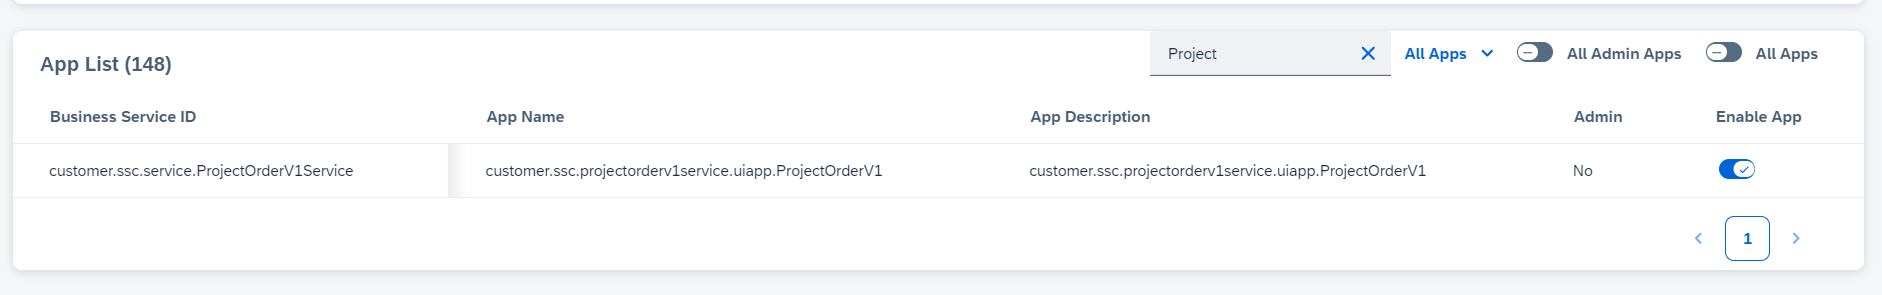 App List (148)
Project
All Apps
All Admin Apps
All Apps
Business Service ID
App Name
App Description
Admin
Enable App
customer.ssc.service.ProjectOrderV1Service
customer.ssc.projectorderv1service.uiapp.ProjectOrderV1
customer.ssc.projectorderv1service.uiapp.ProjectOrderV1
No
1